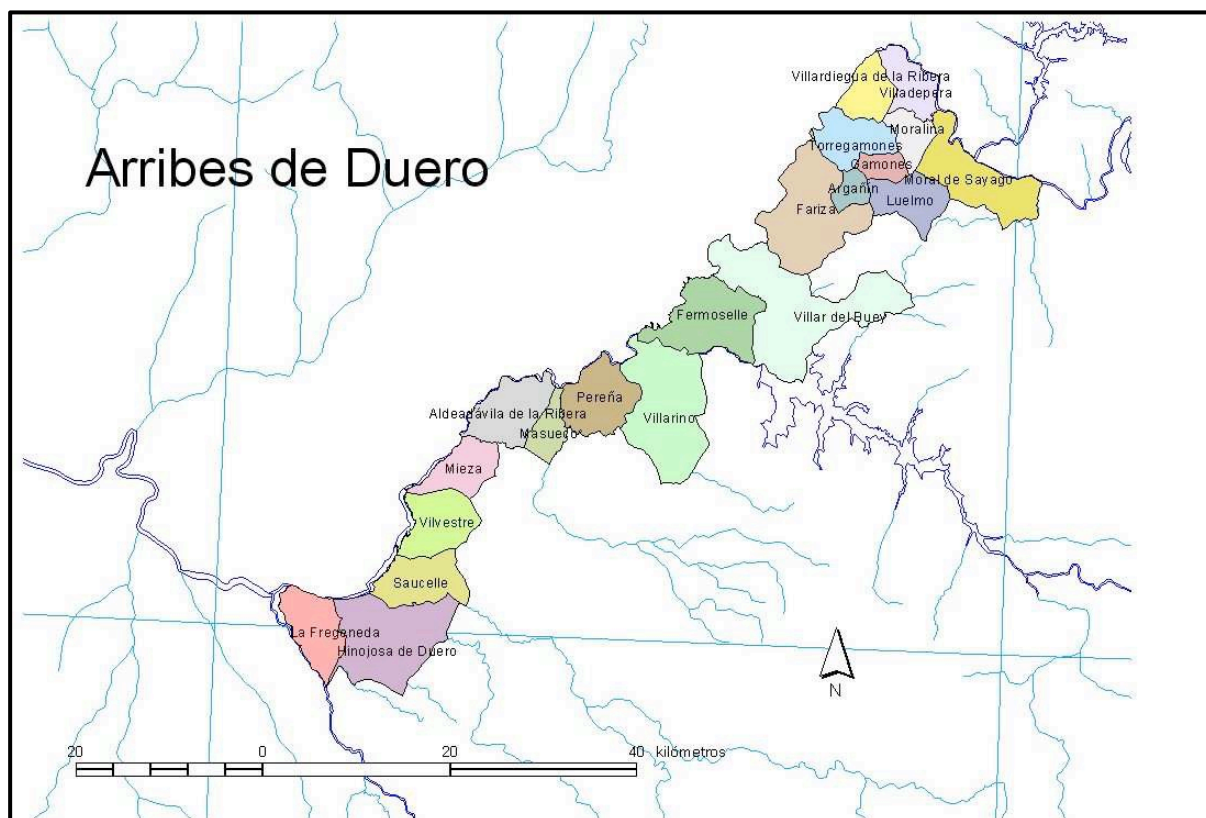 Arribes de Duero
Villardiegua de la Ribera
Villadepera
Moralina
Torregamones
Gamones
Moral de Sayago
Argañin
Luelmo
Fariza
Fermoselle
Villar del Buey
Pereña
Villarino
Aldeadávila de la Ribera
Masueco
Mieza
Vilvestre
Saucelle
La Fregeneda
Hinojosa de Duero
N
20 0 20 40 kilómetros